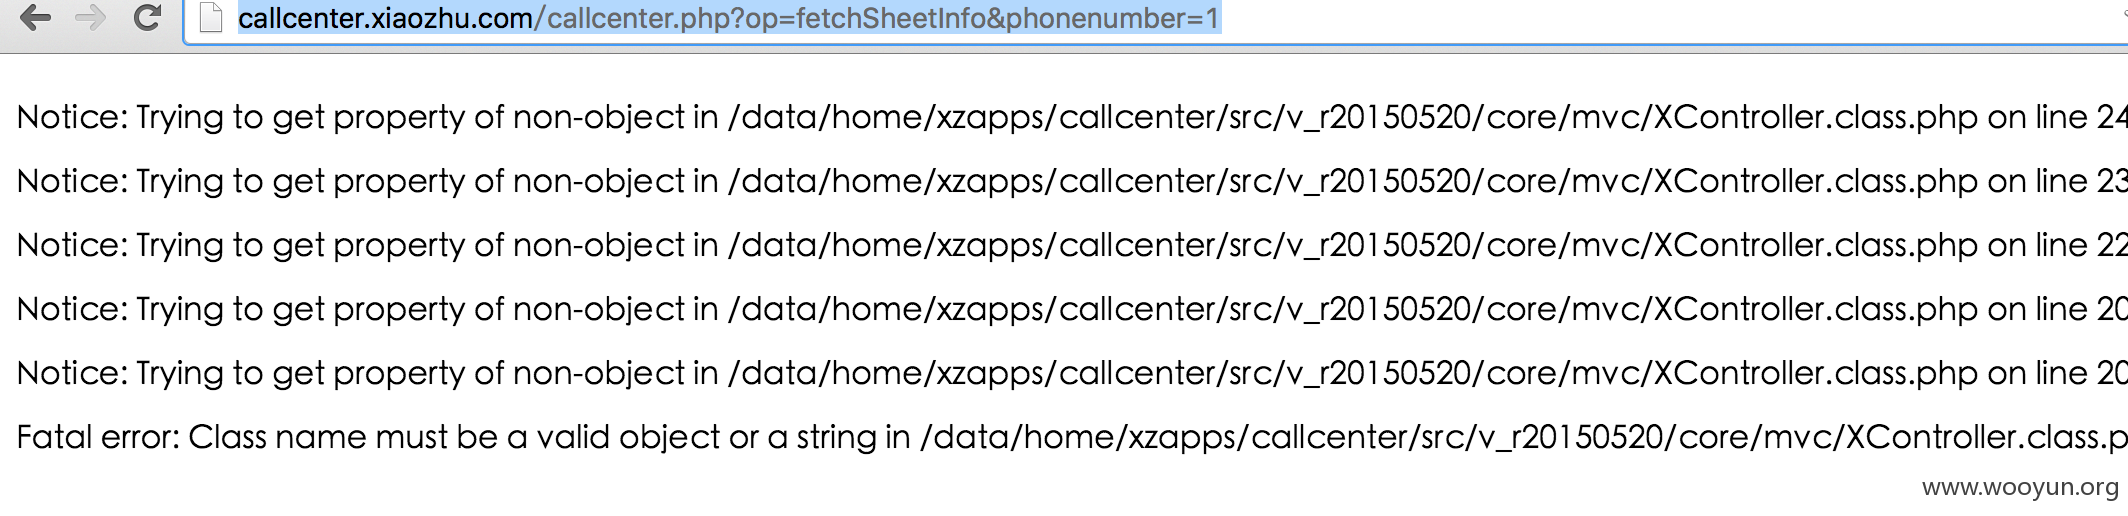 callcenter.xiaozhu.com/callcenter.php?op=fetchSheetInfo&phonenumber=1
Notice: Trying to get property of non-object in /data/home/xzapps/callcenter/src/v_r20150520/core/mvc/XController.class.php on line 24
Notice: Trying to get property of non-object in /data/home/xzapps/callcenter/src/v_r20150520/core/mvc/XController.class.php on line 23
Notice: Trying to get property of non-object in /data/home/xzapps/callcenter/src/v_r20150520/core/mvc/XController.class.php on line 22
Notice: Trying to get property of non-object in /data/home/xzapps/callcenter/src/v_r20150520/core/mvc/XController.class.php on line 20
Notice: Trying to get property of non-object in /data/home/xzapps/callcenter/src/v_r20150520/core/mvc/XController.class.php on line 20
Fatal error: Class name must be a valid object or a string in /data/home/xzapps/callcenter/src/v_r20150520/core/mvc/XController.class.p
www.wooyun.org